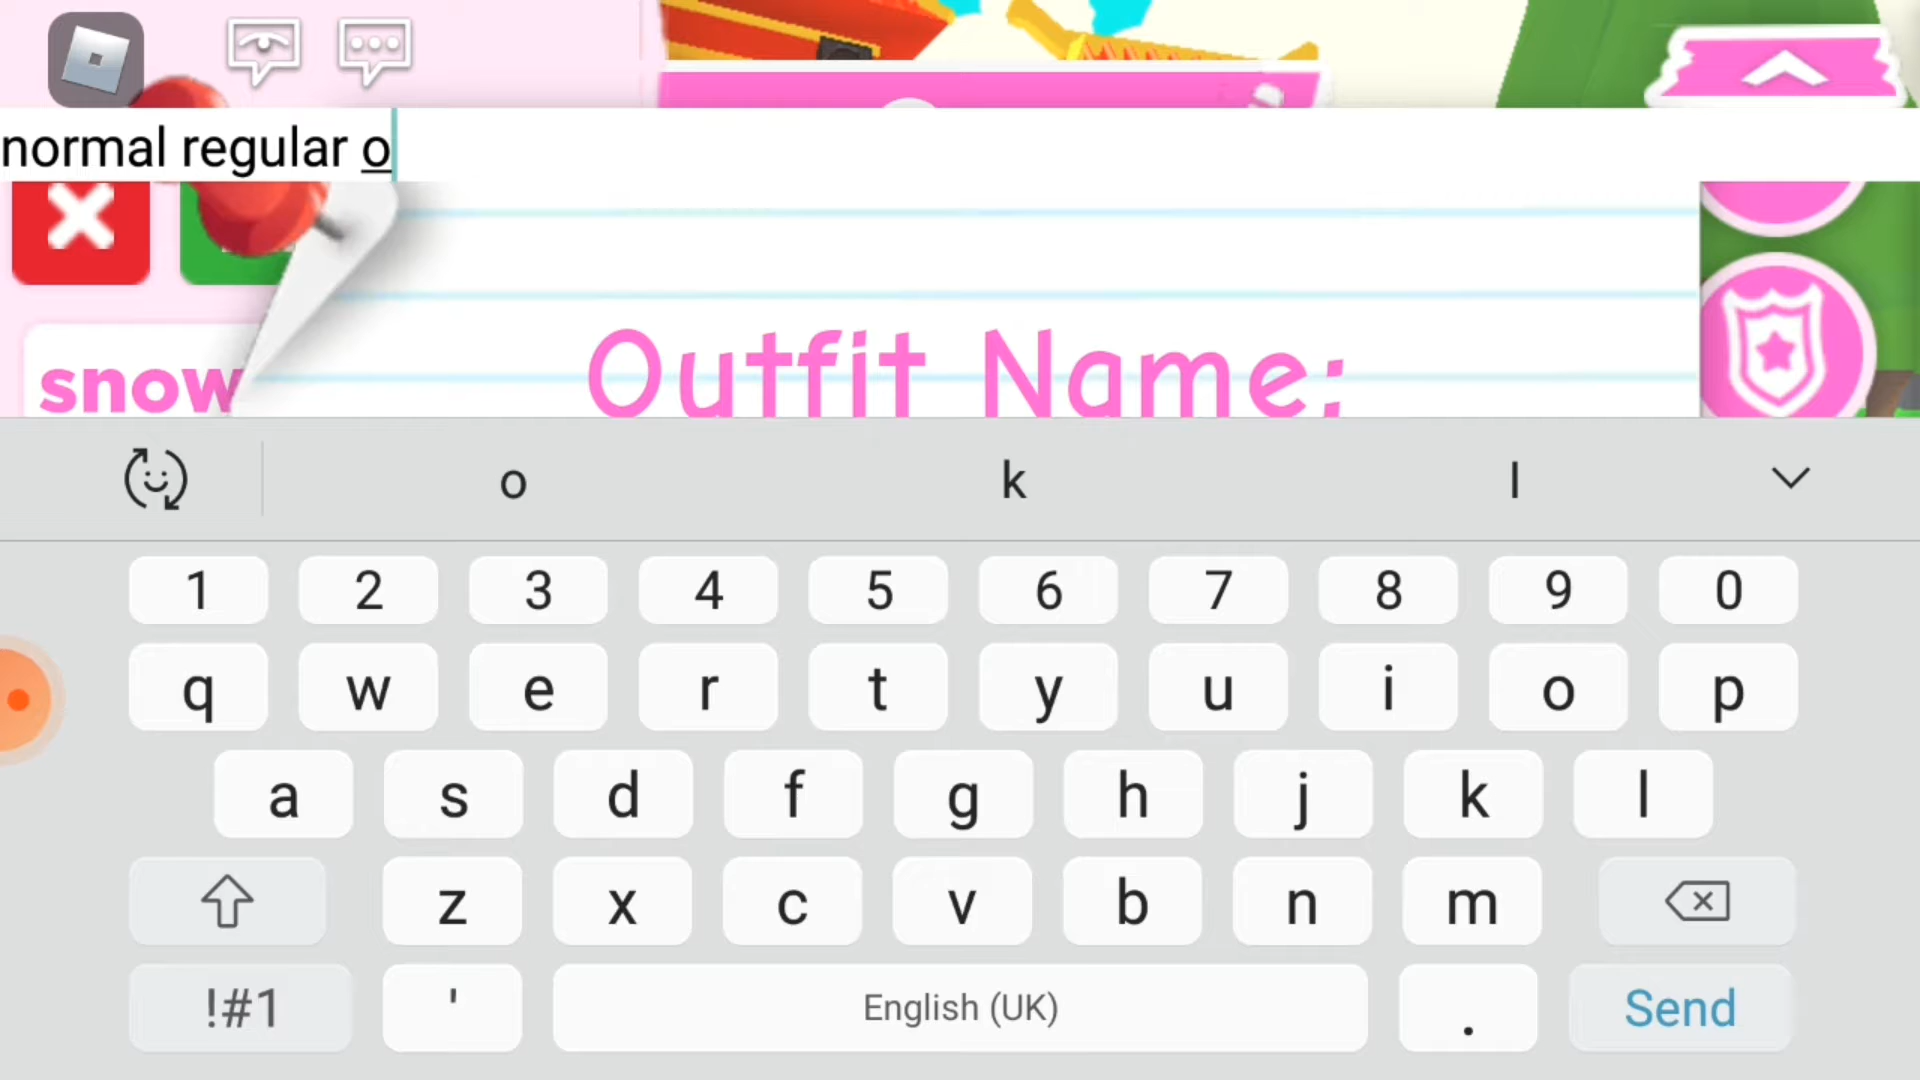 normal regular o
snow
Outfit Name:
o k l
1 2 3 4 5 6 7 8 9 0
q w e r t y u i o p
a s d f g h j k l
z x c v b n m
!#1 ' English (UK) . Send